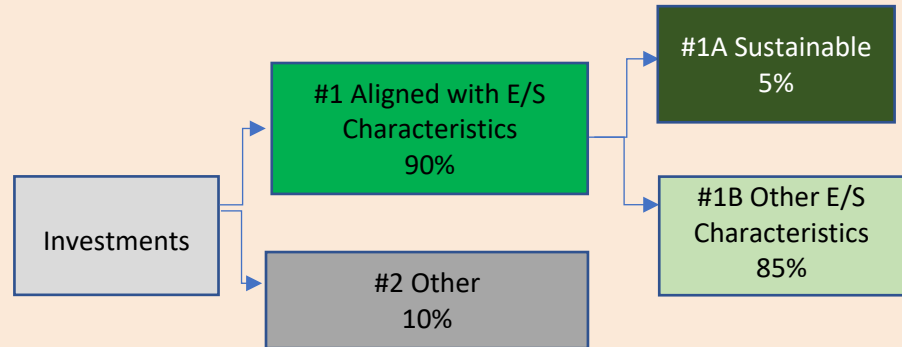 #1A Sustainable
5%
#1 Aligned with E/S
Characteristics
90%
#1B Other E/S
Characteristics
85%
Investments
#2 Other
10%